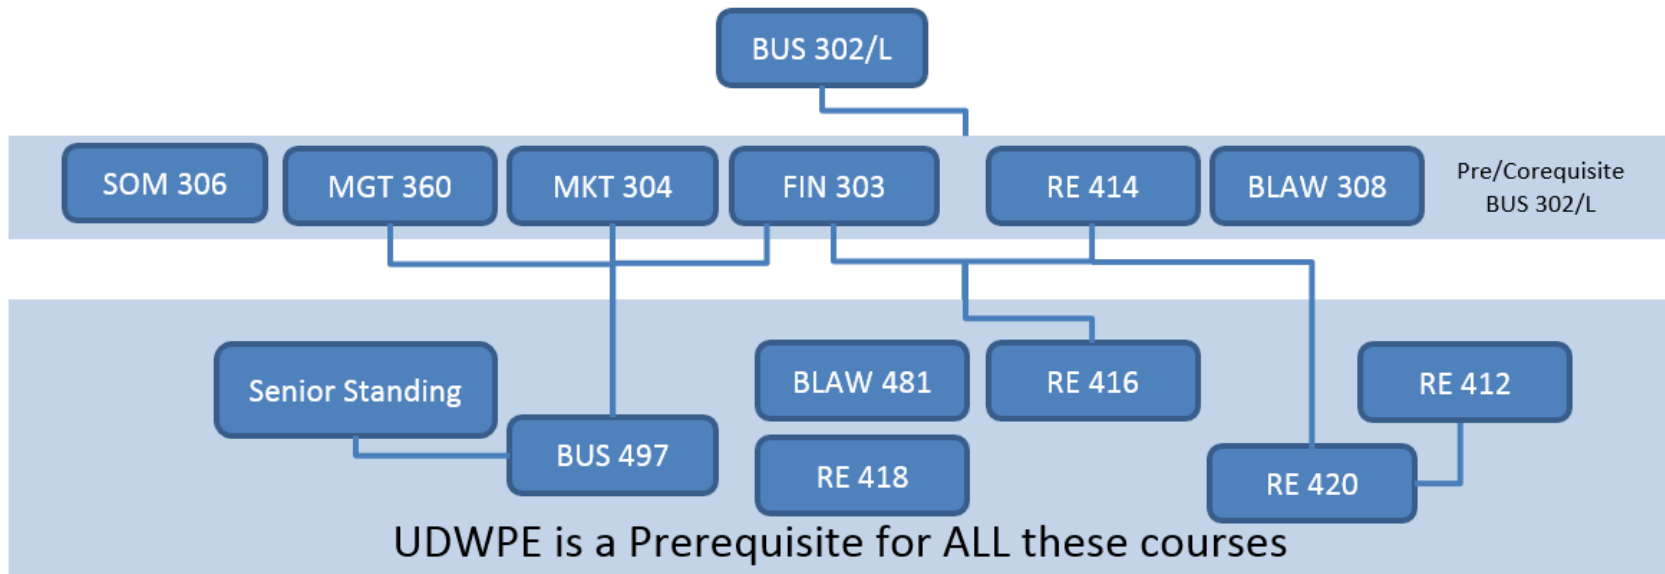 BUS 302/L
SOM 306
MGT 360
MKT 304
FIN 303
RE 414
BLAW 308
Pre/Corequisite
BUS 302/L
Senior Standing
BLAW 481
RE 416
RE 412
BUS 497
RE 418
RE 420
UDWPE is a Prerequisite for ALL these courses